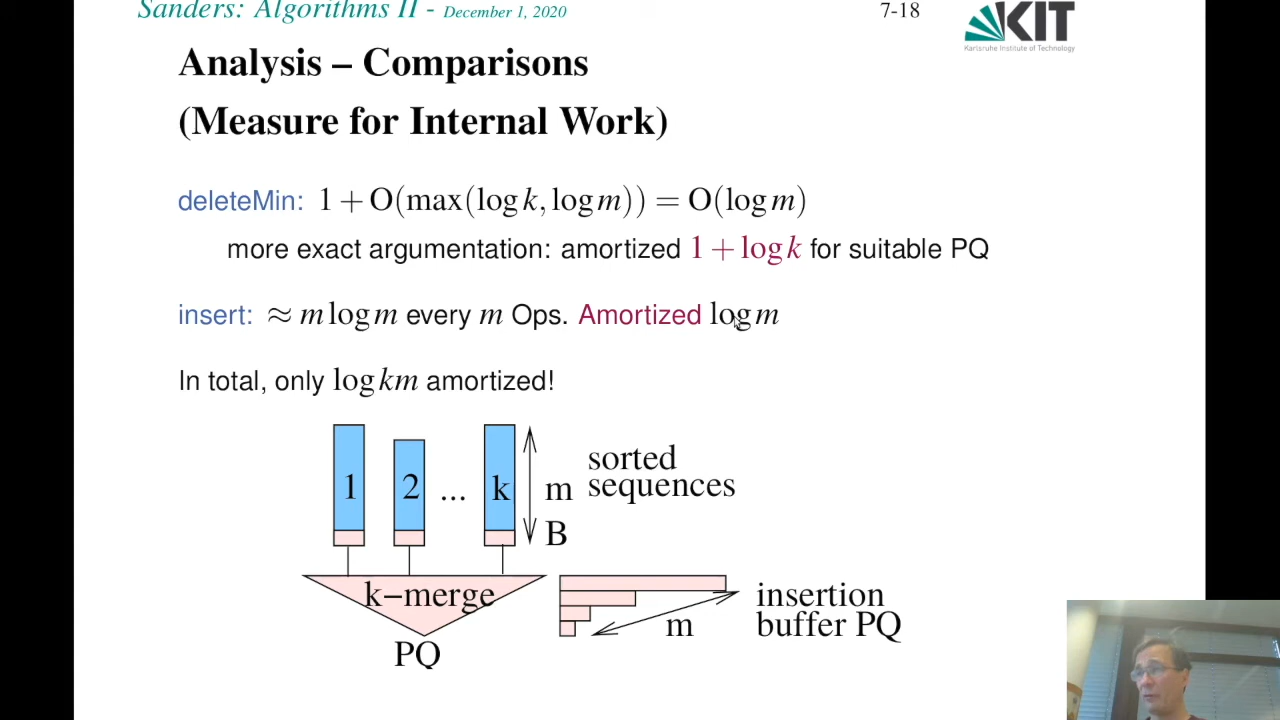 Sanders: Algorithms II - December 1, 2020
7-18
KIT
Karlsruhe Institute of Technology
Analysis – Comparisons
(Measure for Internal Work)
deleteMin: 1 + O(max(log k, log m)) = O(log m)
more exact argumentation: amortized 1 + log k for suitable PQ
insert: ≈ m log m every m Ops. Amortized log m
In total, only log km amortized!
1 2 ... k
m
B
sorted
sequences
k−merge
PQ
m
insertion
buffer PQ